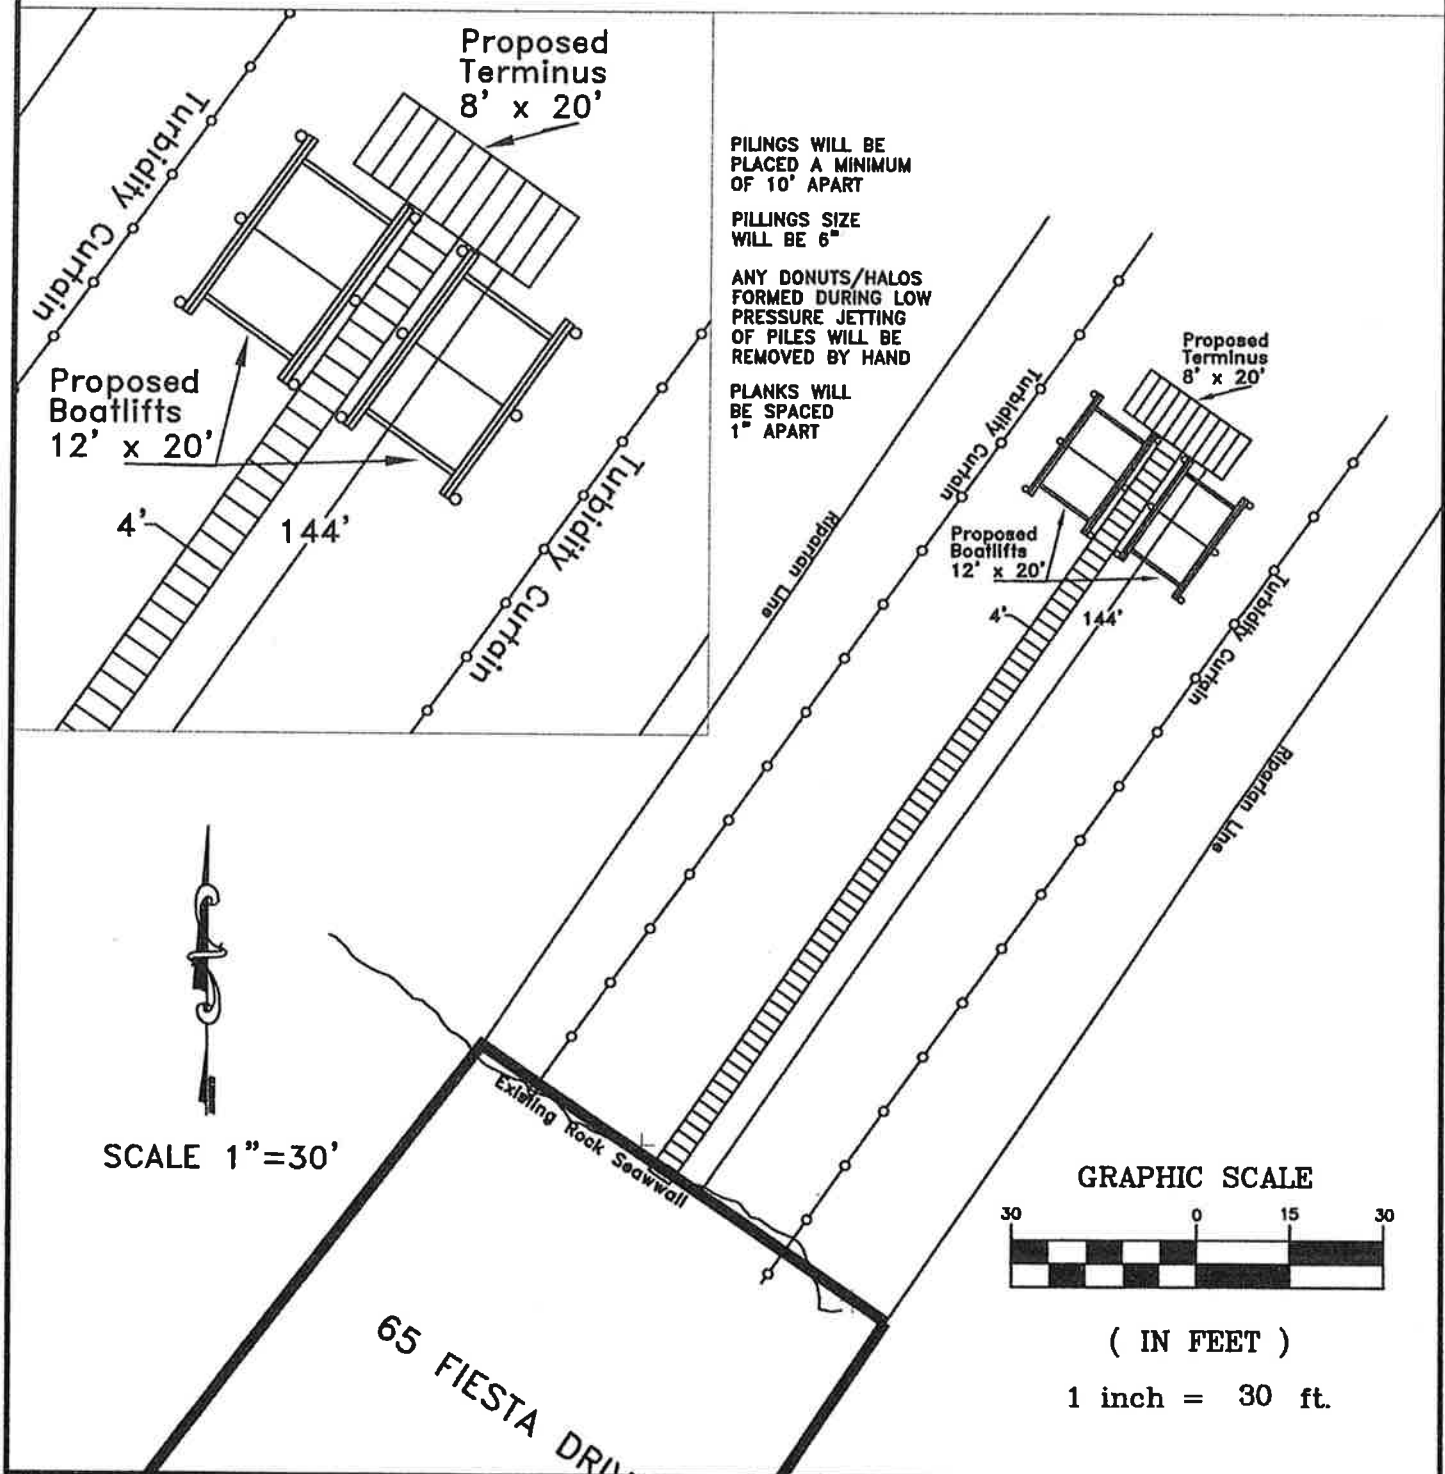 Proposed
Terminus
8' x 20'
Turbidity Curtain
Proposed
Boatlifts
12' x 20'
4'
144'
Turbidity Curtain
PILINGS WILL BE
PLACED A MINIMUM
OF 10' APART
PILLINGS SIZE
WILL BE 6"
ANY DONUTS/HALOS
FORMED DURING LOW
PRESSURE JETTING
OF PILES WILL BE
REMOVED BY HAND
PLANKS WILL
BE SPACED
1" APART
Proposed
Terminus
8' x 20'
Turbidity Curtain
Riparian Line
Proposed
Boatlifts
12' x 20'
4'
144'
Turbidity Curtain
Riparian Line
Existing Rock Seawwall
SCALE 1"=30'
GRAPHIC SCALE
30 0 15 30
( IN FEET )
1 inch = 30 ft.
65 FIESTA